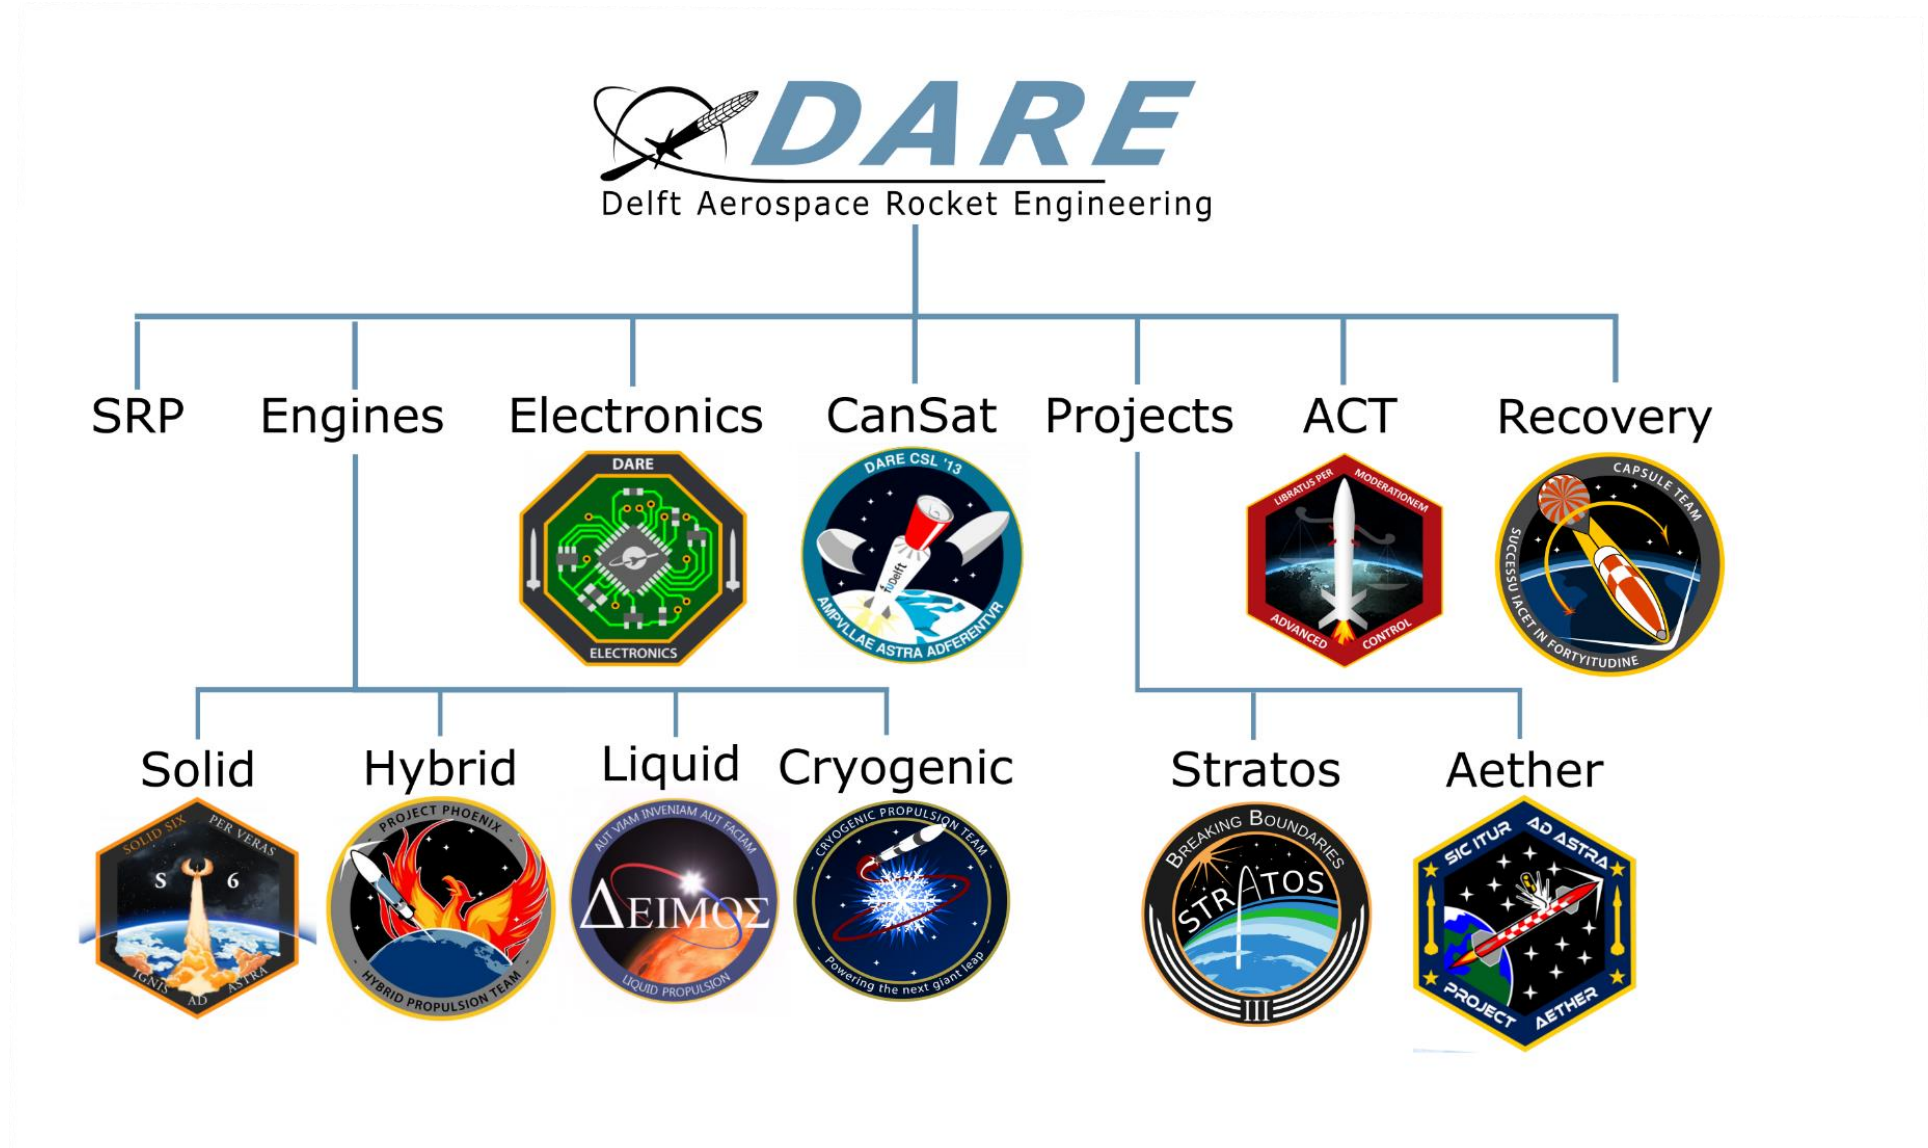 DARE
Delft Aerospace Rocket Engineering
SRP
Engines
Electronics
CanSat
Projects
ACT
Recovery
DARE
ELECTRONICS
DARE CSL '13
TUDelft
AMPVLLAE ASTRA ADFERENTVR
LIBRATUS PER MODERATIONEM
ADVANCED CONTROL
CAPSULE TEAM
SUCCESSU IACET IN FORTYITUDINE
Solid
Hybrid
Liquid
Cryogenic
Stratos
Aether
SOLID SIX PER VERAS
S 6
IGNIS AD ASTRA
PROJECT PHOENIX
HYBRID PROPULSION TEAM
AUT VIAM INVENIAM AUT FACIAM
ΔΕΙΜΟΣ
LIQUID PROPULSION
CRYOGENIC PROPULSION TEAM
- Powering the next giant leap -
BREAKING BOUNDARIES
STRATOS
III
SIC ITUR AD ASTRA
PROJECT AETHER